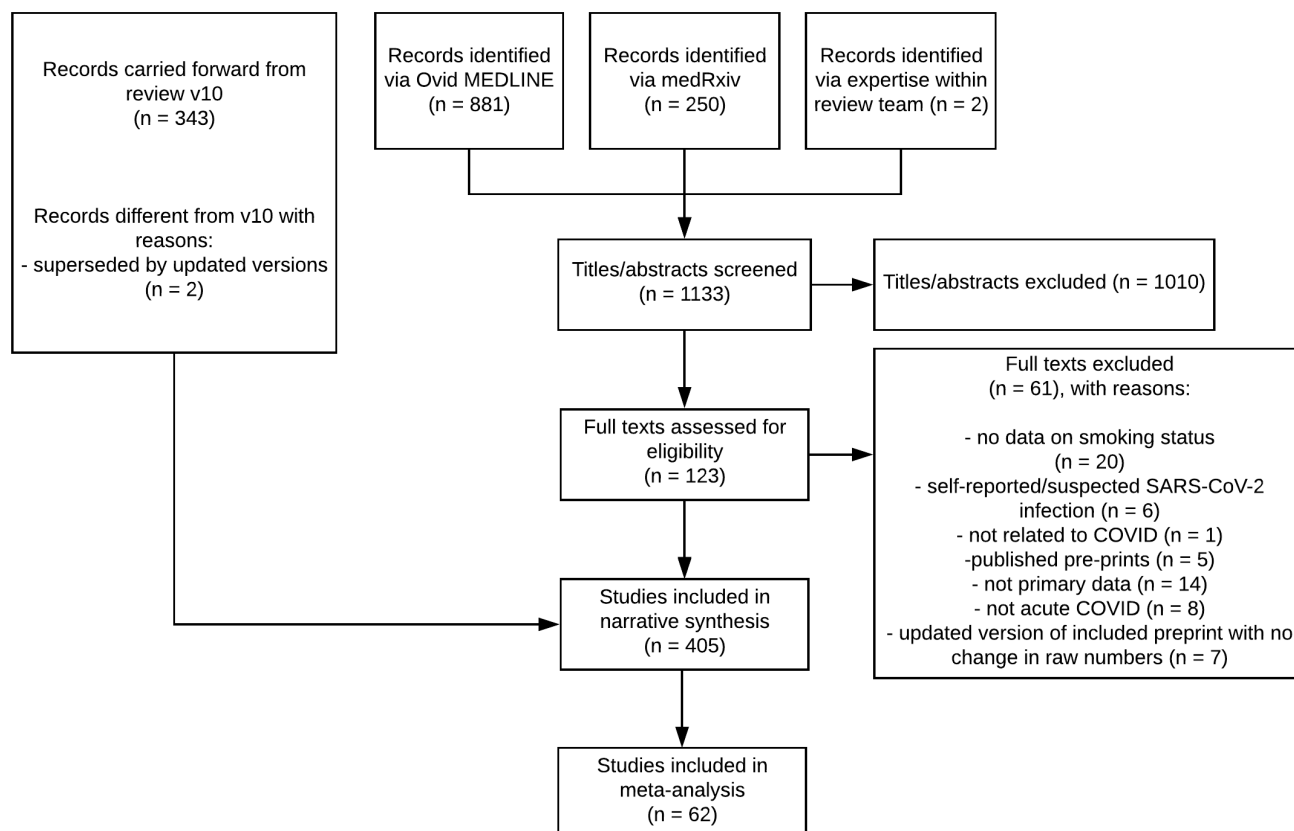 Records carried forward from
review v10
(n = 343)
Records different from v10 with
reasons:
- superseded by updated versions
(n = 2)
Records identified
via Ovid MEDLINE
(n = 881)
Records identified
via medRxiv
(n = 250)
Records identified
via expertise within
review team (n = 2)
Titles/abstracts screened
(n = 1133)
Titles/abstracts excluded (n = 1010)
Full texts assessed for
eligibility
(n = 123)
Full texts excluded
(n = 61), with reasons:
- no data on smoking status
(n = 20)
- self-reported/suspected SARS-CoV-2
infection (n = 6)
- not related to COVID (n = 1)
-published pre-prints (n = 5)
- not primary data (n = 14)
- not acute COVID (n = 8)
- updated version of included preprint with no
change in raw numbers (n = 7)
Studies included in
narrative synthesis
(n = 405)
Studies included in
meta-analysis
(n = 62)